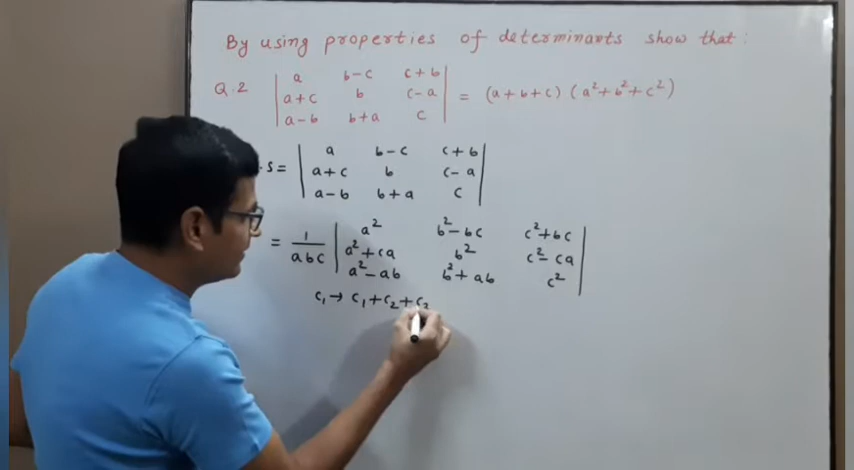 By using properties of determinants show that:
Q.2 | a b-c c+b |
| a+c b c-a | = (a+b+c) (a²+b²+c²)
| a-b b+a c |
.S = | a b-c c+b |
| a+c b c-a |
| a-b b+a c |
= 1/abc | a² b²-bc c²+bc |
| a²+ca b² c²-ca |
| a²-ab b²+ab c² |
C₁→ C₁+C₂+C₃